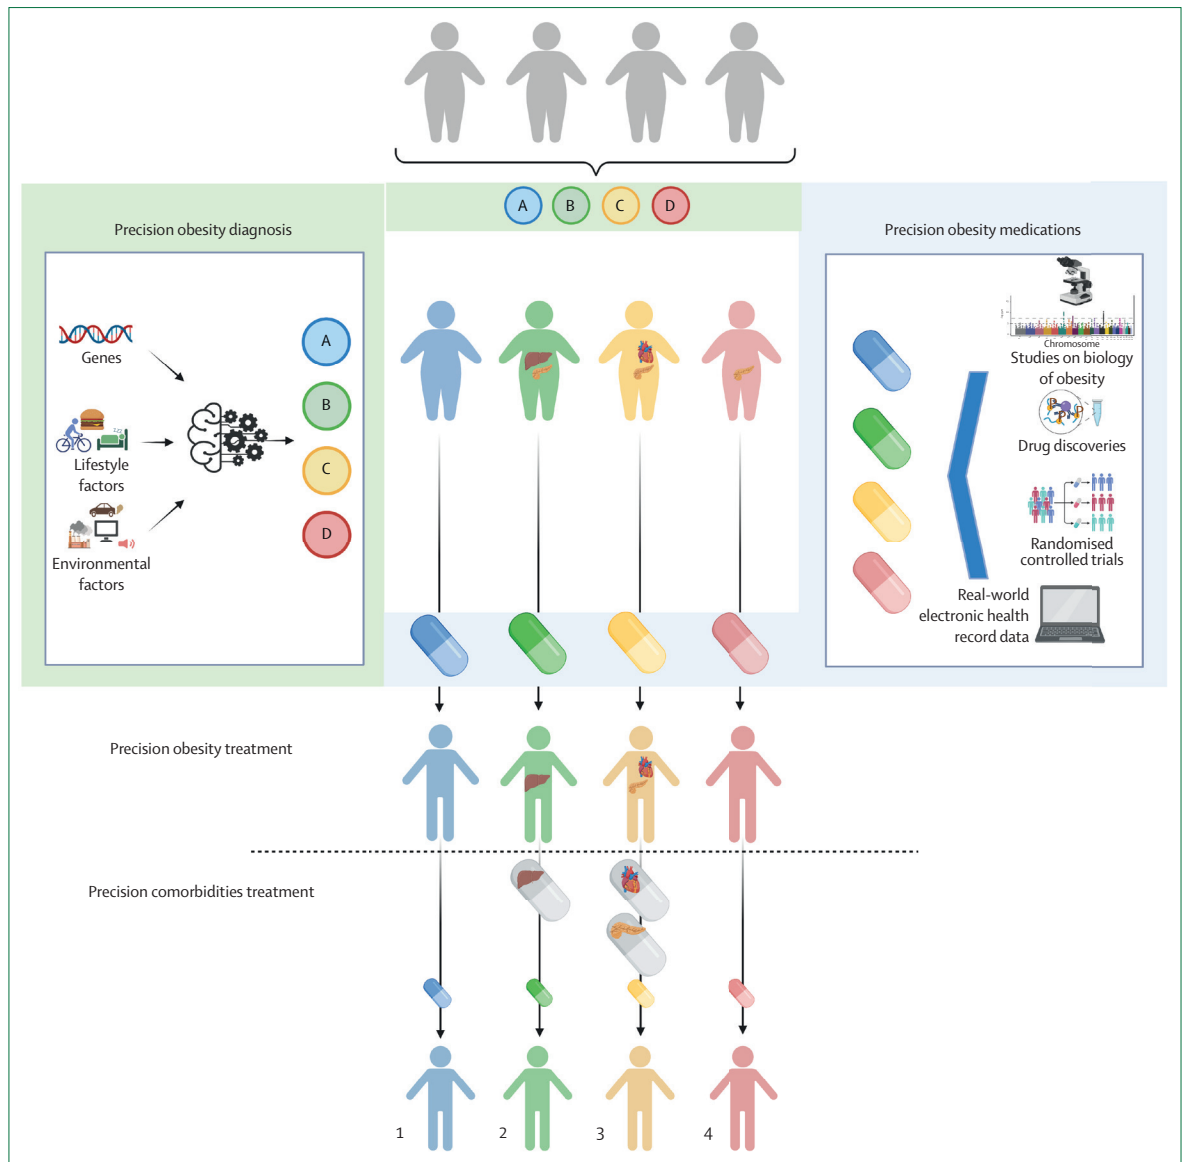 A
B
C
D
Precision obesity diagnosis
Genes
Lifestyle
factors
Environmental
factors
A
B
C
D
Precision obesity medications
Chromosome
Studies on biology
of obesity
P
P
P
Drug discoveries
Randomised
controlled trials
Real-world
electronic health
record data
Precision obesity treatment
Precision comorbidities treatment
1
2
3
4